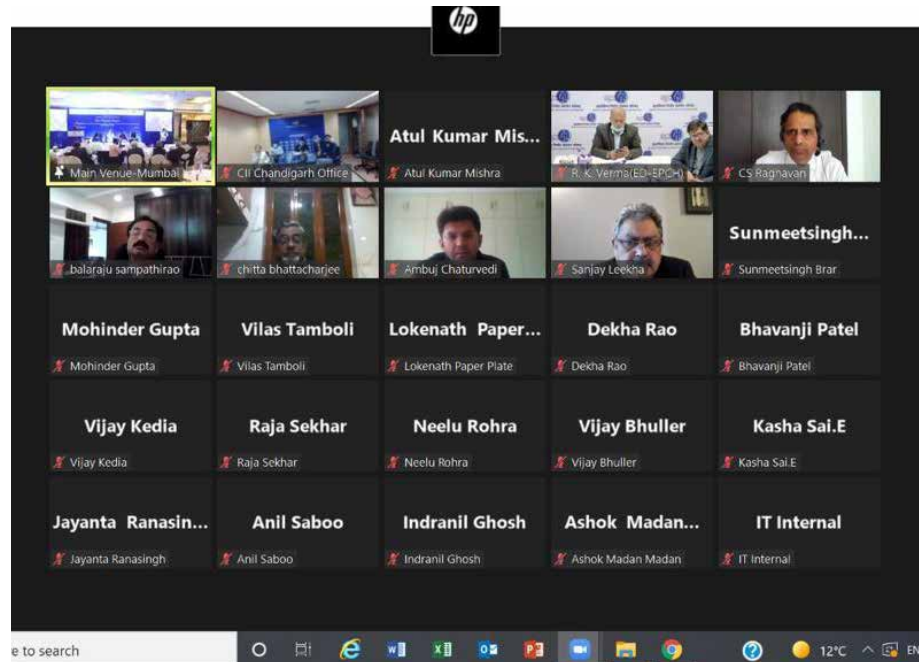 hp
Main Venue-Mumbai
CII Chandigarh Office
Atul Kumar Mis...
Atul Kumar Mishra
R. K. Verma(ED-EPCH)
CS Raghavan
balaraju sampathirao
chitta bhattacharjee
Ambuj Chaturvedi
Sanjay Leekha
Sunmeetsingh...
Sunmeetsingh Brar
Mohinder Gupta
Mohinder Gupta
Vilas Tamboli
Vilas Tamboli
Lokenath Paper...
Lokenath Paper Plate
Dekha Rao
Dekha Rao
Bhavanji Patel
Bhavanji Patel
Vijay Kedia
Vijay Kedia
Raja Sekhar
Raja Sekhar
Neelu Rohra
Neelu Rohra
Vijay Bhuller
Vijay Bhuller
Kasha Sai.E
Kasha Sai.E
Jayanta Ranasin...
Jayanta Ranasingh
Anil Saboo
Anil Saboo
Indranil Ghosh
Indranil Ghosh
Ashok Madan...
Ashok Madan Madan
IT Internal
IT Internal
e to search
12°C
EN